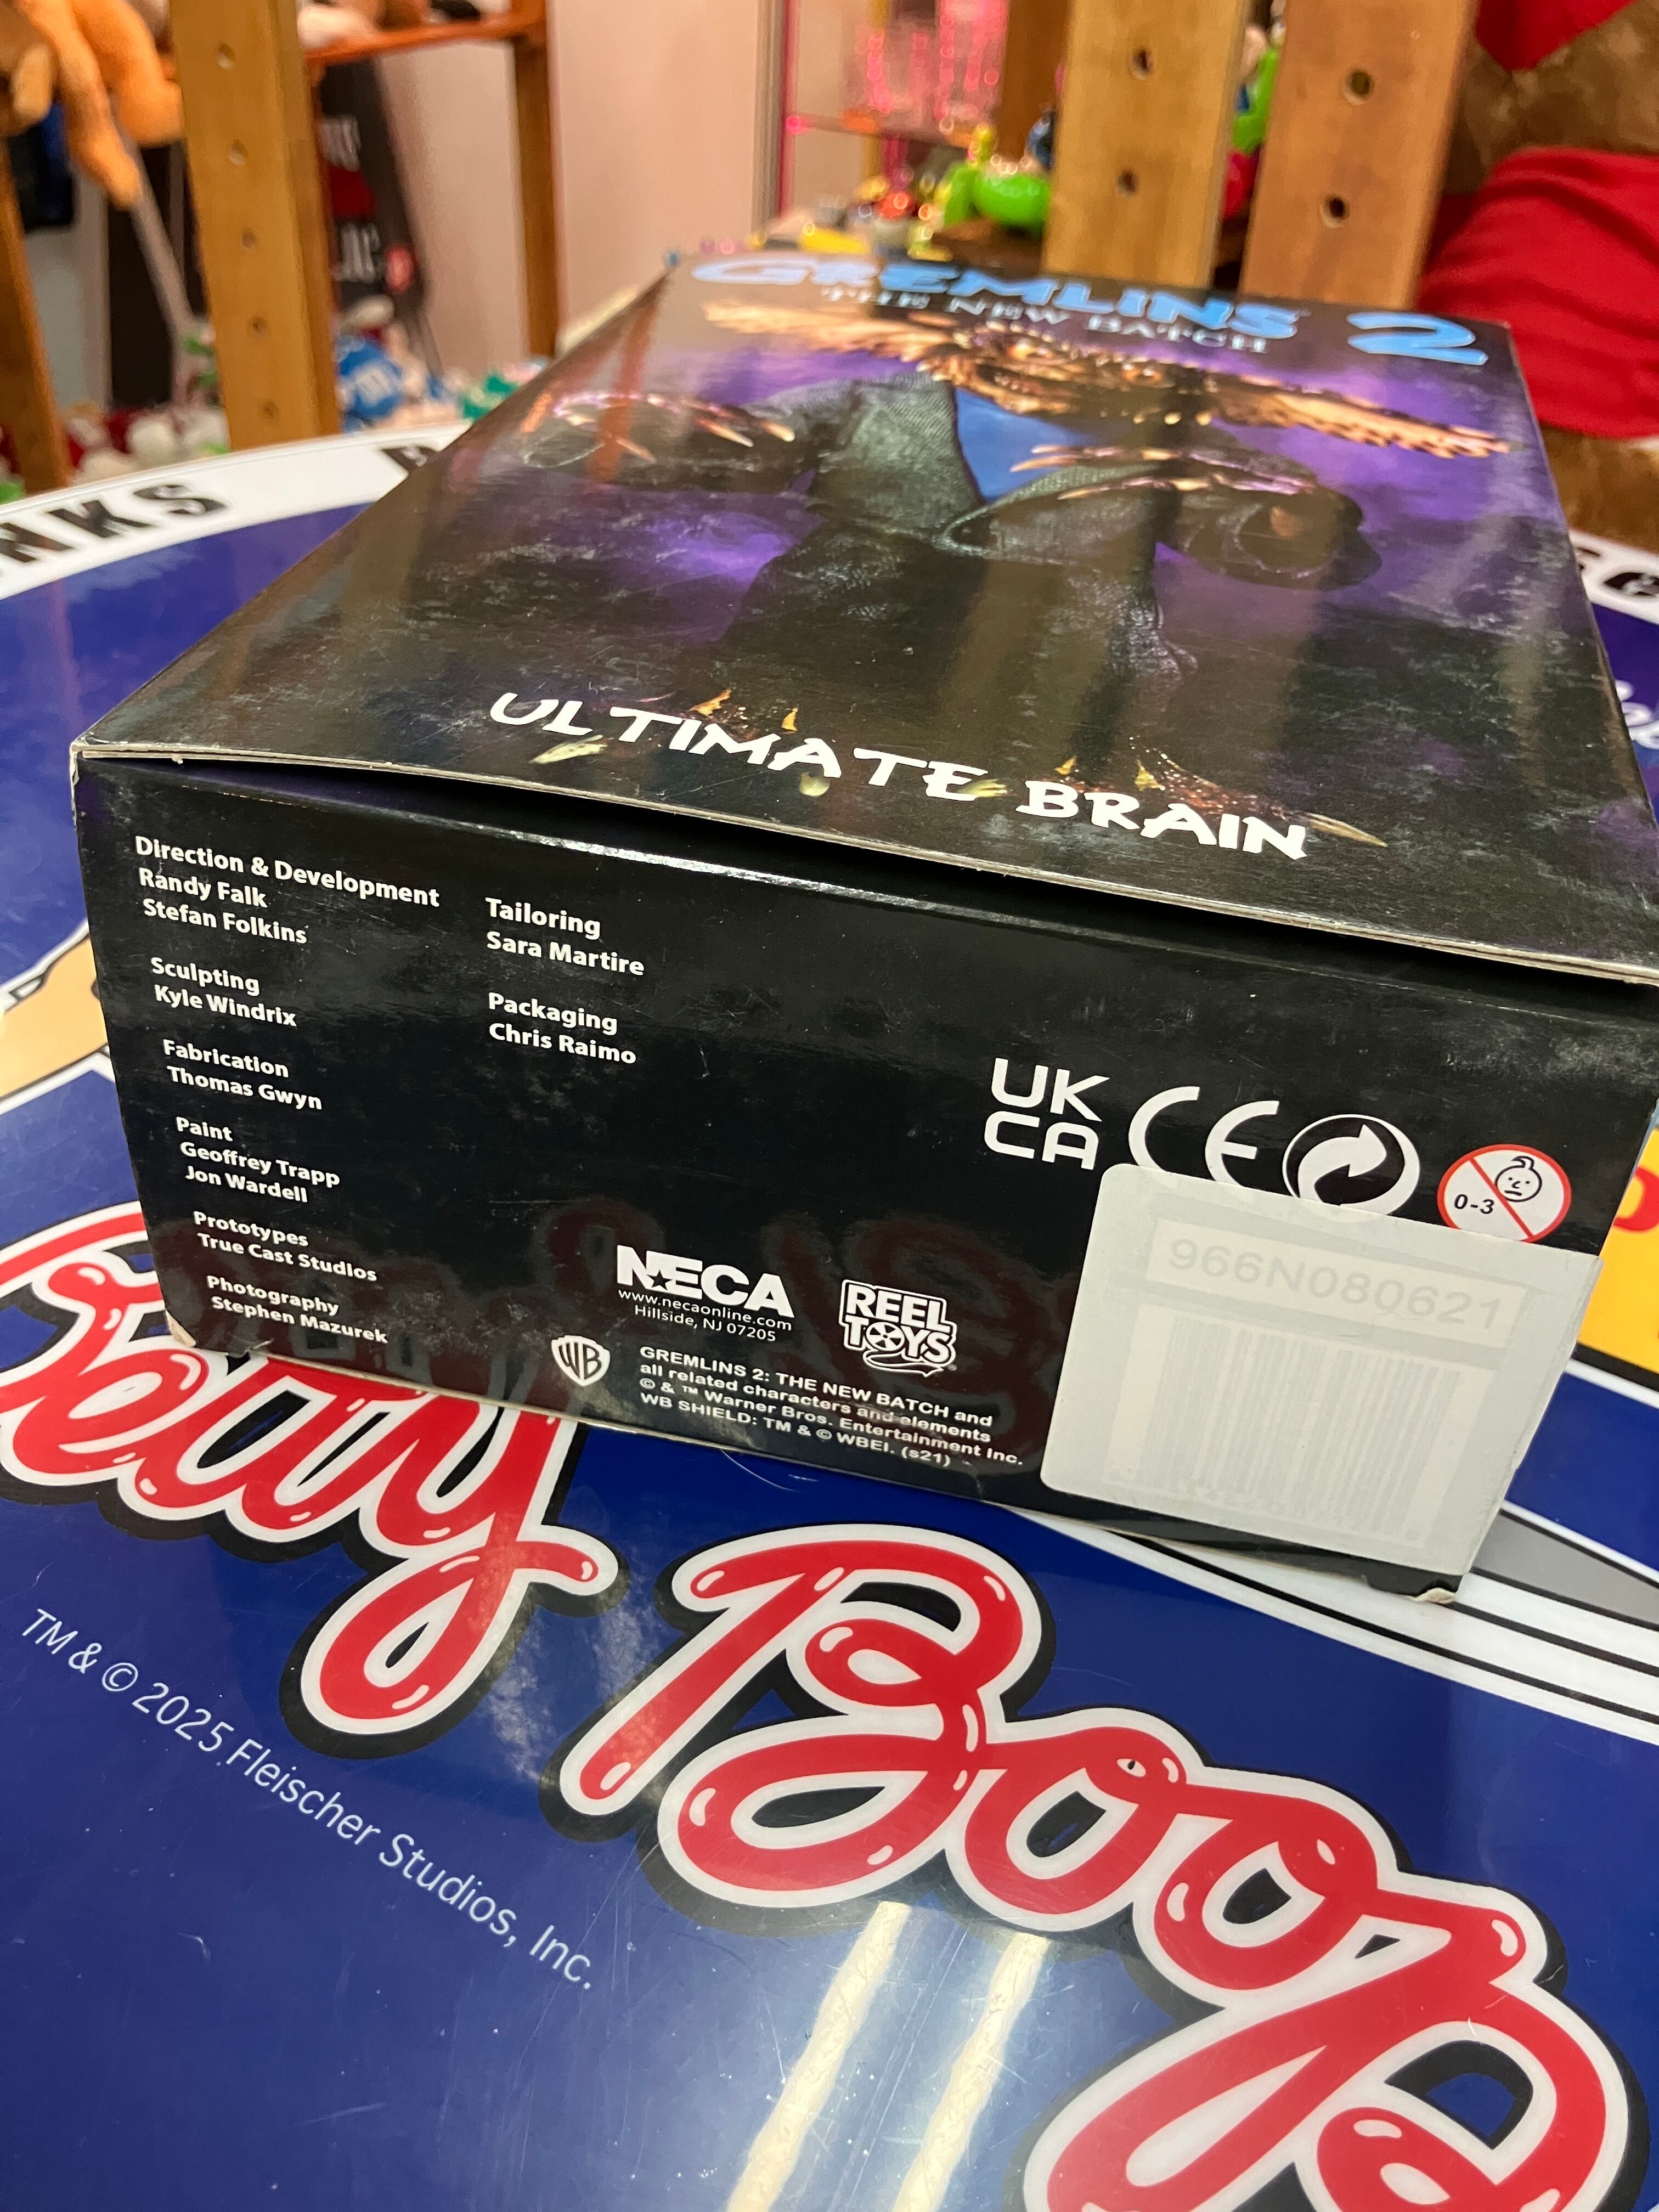 GREMLINS 2
THE NEW BATCH
ULTIMATE BRAIN
Direction & Development
Randy Falk
Stefan Folkins
Sculpting
Kyle Windrix
Fabrication
Thomas Gwyn
Paint
Geoffrey Trapp
Jon Wardell
Prototypes
True Cast Studios
Photography
Stephen Mazurek
Tailoring
Sara Martire
Packaging
Chris Raimo
UK
CA
CE
0-3
966N080621
NECA
www.necaonline.com
Hillside, NJ 07205
REEL
TOYS
WB
GREMLINS 2: THE NEW BATCH and
all related characters and elements
© & ™ Warner Bros. Entertainment Inc.
WB SHIELD: TM & © WBEI. (s21)
Betty Boop
TM & © 2025 Fleischer Studios, Inc.